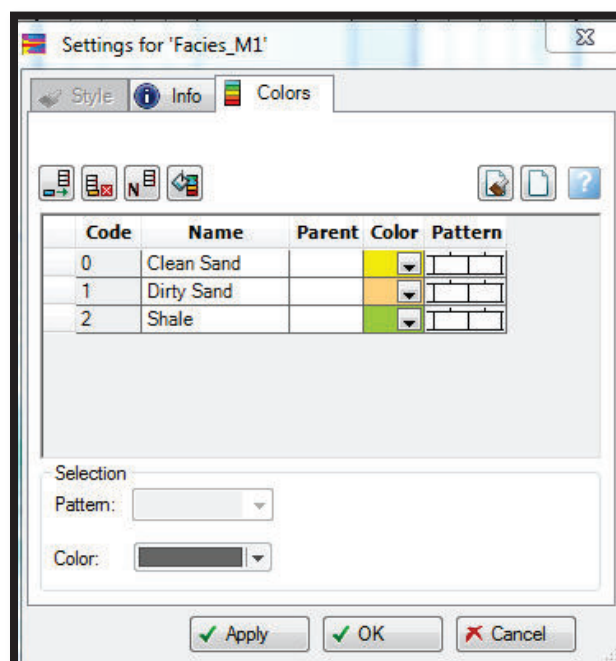 Settings for 'Facies_M1'
Style Info Colors
N ?
Code Name Parent Color Pattern
0 Clean Sand
1 Dirty Sand
2 Shale
Selection
Pattern:
Color:
Apply OK Cancel